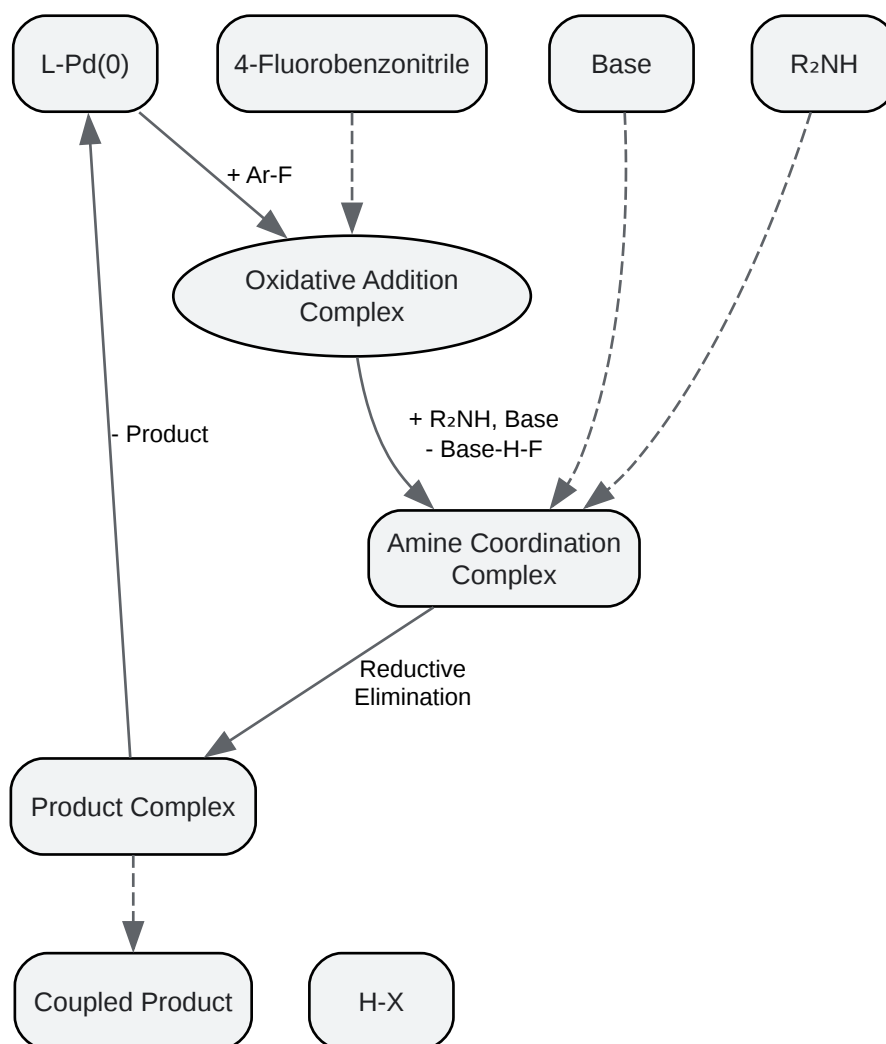 L-Pd(0)
4-Fluorobenzonitrile
Base
R₂NH
+ Ar-F
Oxidative Addition
Complex
+ R₂NH, Base
- Base-H-F
- Product
Amine Coordination
Complex
Reductive
Elimination
Product Complex
Coupled Product
H-X